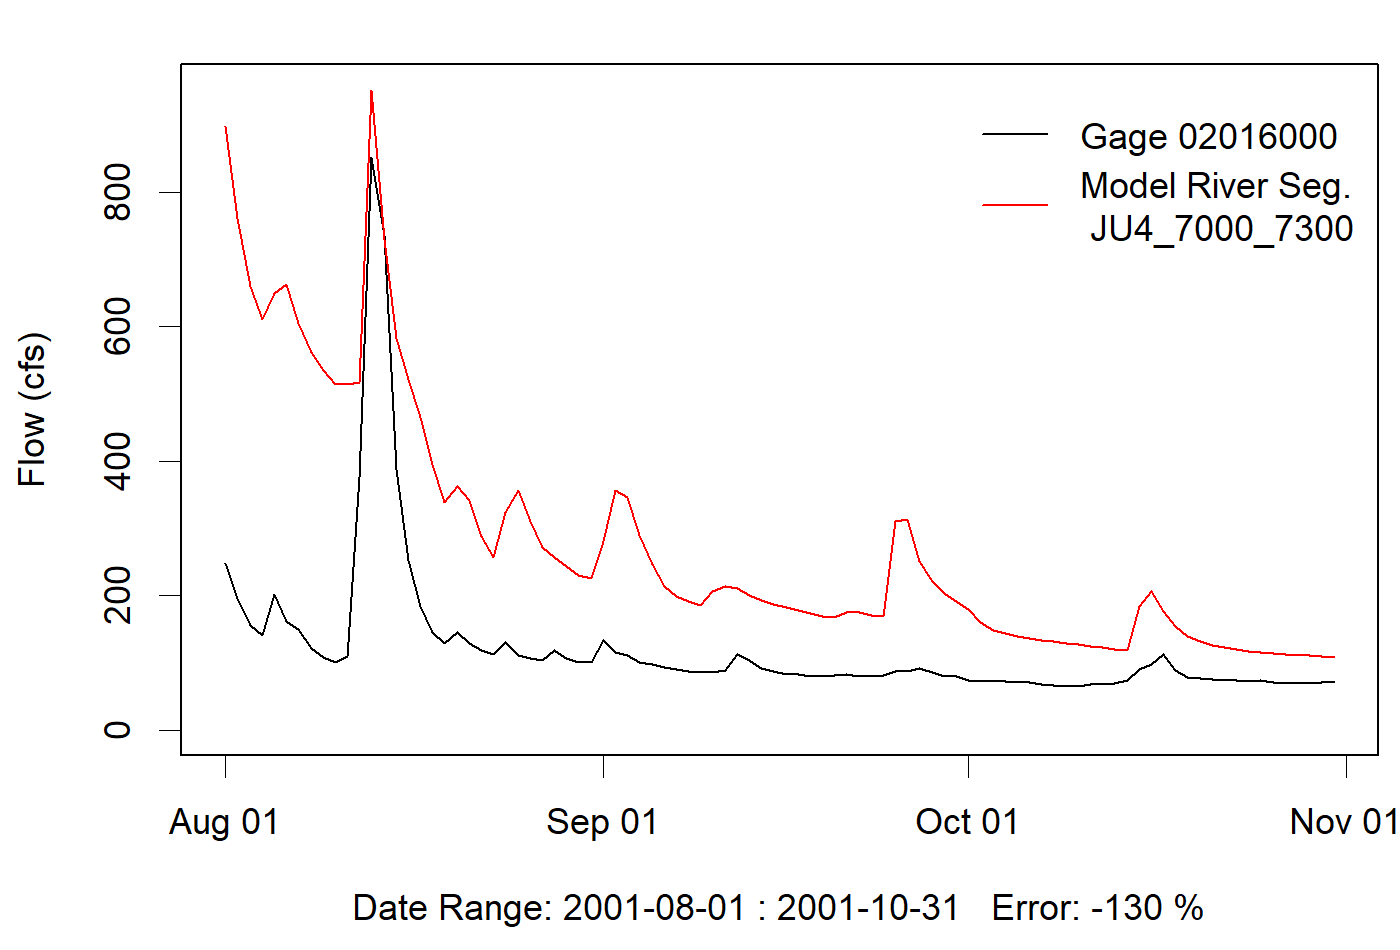 Gage 02016000
Model River Seg.
JU4_7000_7300
Flow (cfs)
800
600
400
200
0
Aug 01
Sep 01
Oct 01
Nov 01
Date Range: 2001-08-01 : 2001-10-31 Error: -130 %